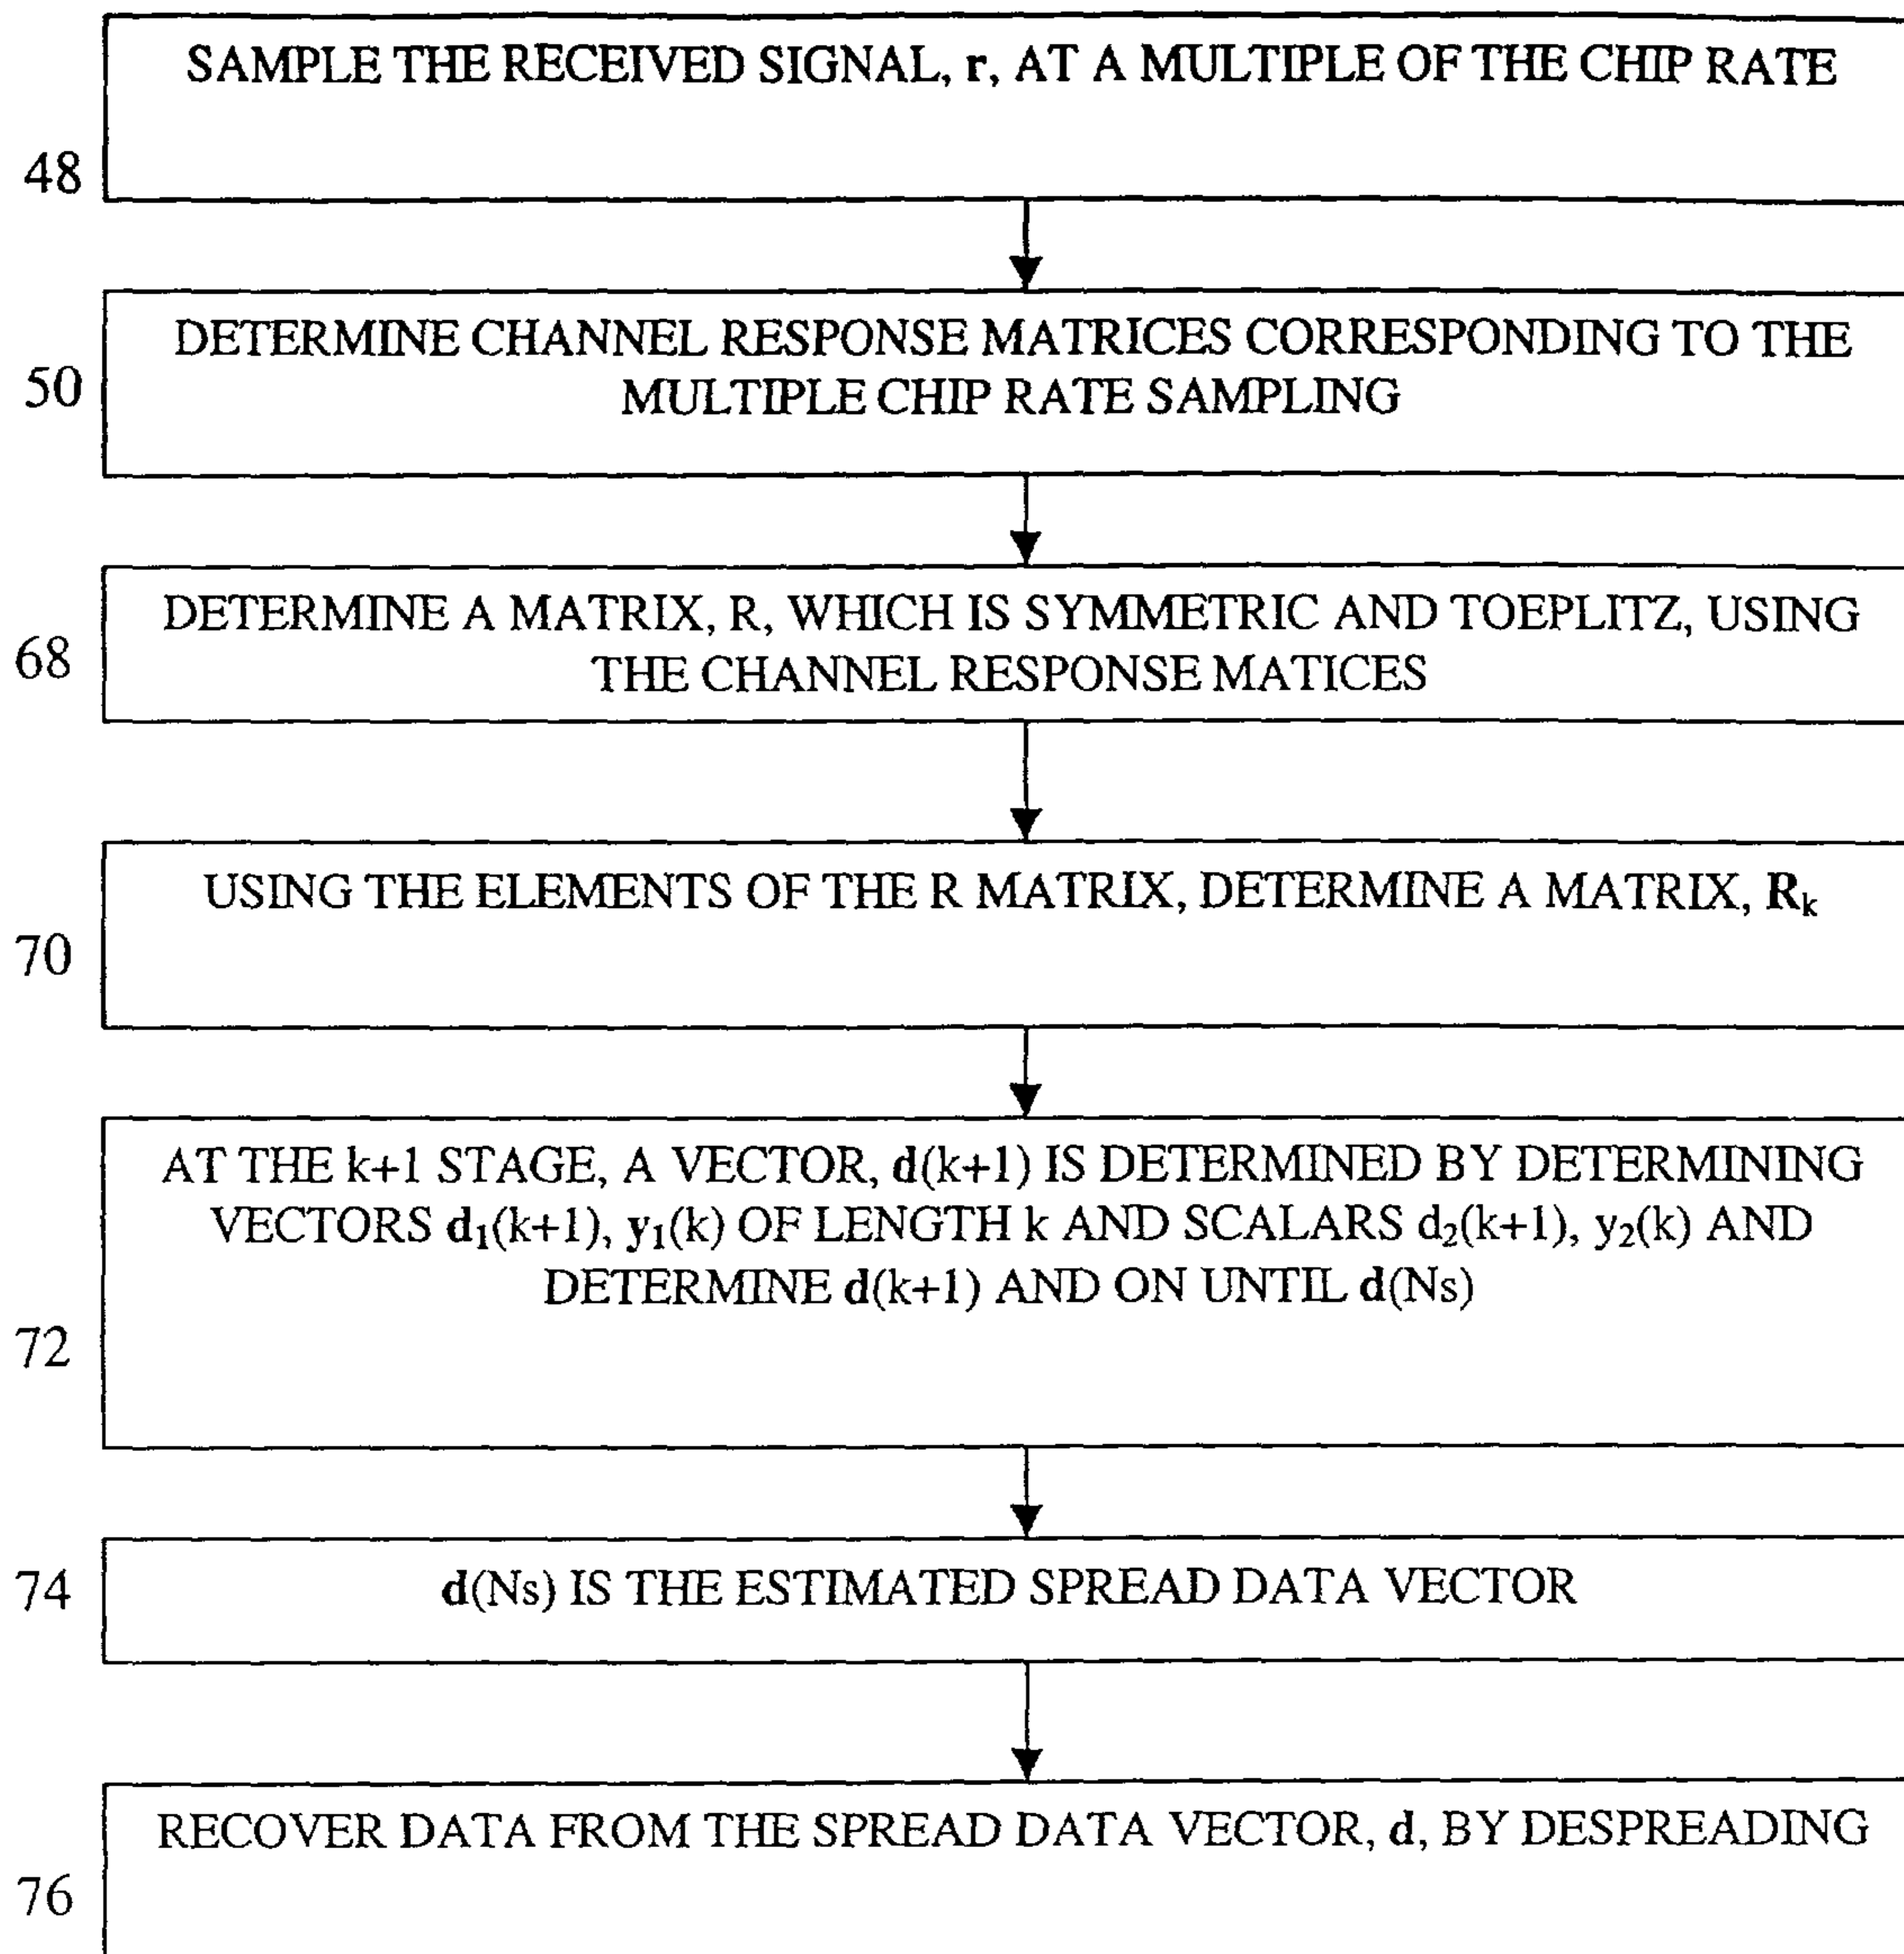 SAMPLE THE RECEIVED SIGNAL, r, AT A MULTIPLE OF THE CHIP RATE
48
DETERMINE CHANNEL RESPONSE MATRICES CORRESPONDING TO THE
MULTIPLE CHIP RATE SAMPLING
50
DETERMINE A MATRIX, R, WHICH IS SYMMETRIC AND TOEPLITZ, USING
THE CHANNEL RESPONSE MATICES
68
USING THE ELEMENTS OF THE R MATRIX, DETERMINE A MATRIX, Rk
70
AT THE k+1 STAGE, A VECTOR, d(k+1) IS DETERMINED BY DETERMINING
VECTORS d1(k+1), y1(k) OF LENGTH k AND SCALARS d2(k+1), y2(k) AND
DETERMINE d(k+1) AND ON UNTIL d(Ns)
72
d(Ns) IS THE ESTIMATED SPREAD DATA VECTOR
74
RECOVER DATA FROM THE SPREAD DATA VECTOR, d, BY DESPREADING
76